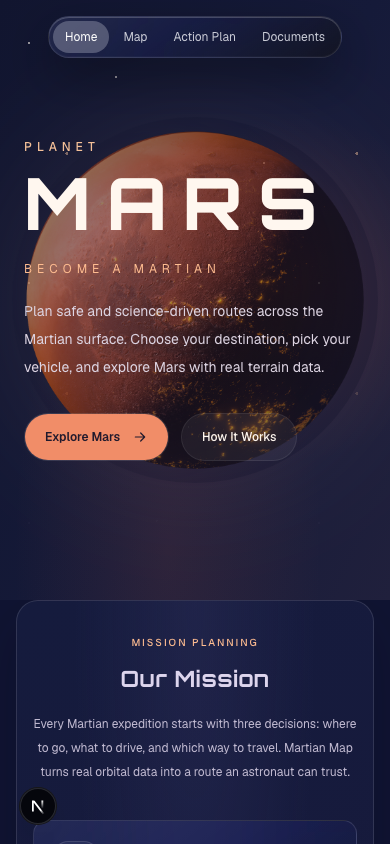 Home Map Action Plan Documents
PLANET
MARS
BECOME A MARTIAN
Plan safe and science-driven routes across the
Martian surface. Choose your destination, pick your
vehicle, and explore Mars with real terrain data.
Explore Mars → How It Works
MISSION PLANNING
Our Mission
Every Martian expedition starts with three decisions: where
to go, what to drive, and which way to travel. Martian Map
turns real orbital data into a route an astronaut can trust.
N